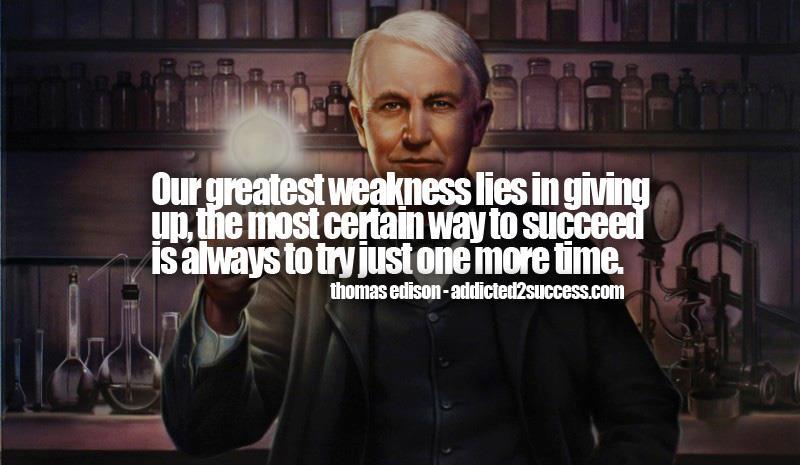 Our greatest weakness lies in giving
up, the most certain way to succeed
is always to try just one more time.
thomas edison - addicted2success.com